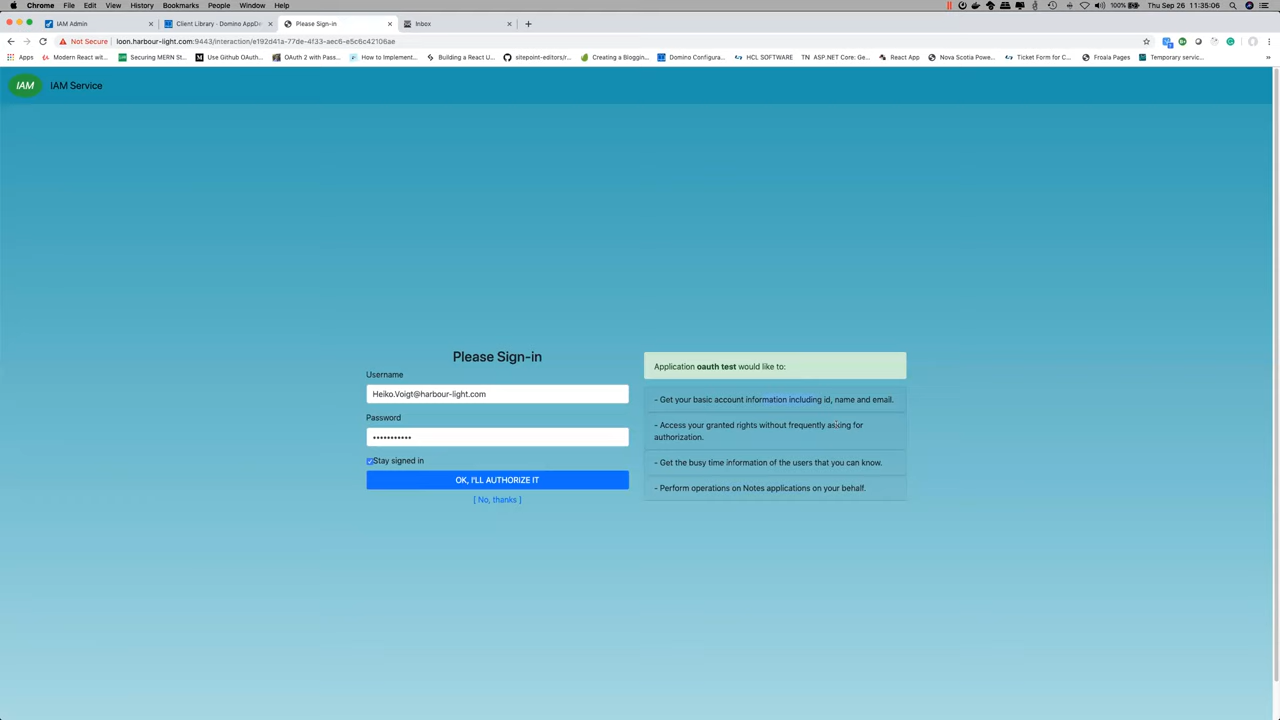 Chrome File Edit View History Bookmarks People Window Help 100% Thu Sep 26 11:35:06
IAM Admin Client Library - Domino AppDe Please Sign-in Inbox
Not Secure loon.harbour-light.com:9443/interaction/e192d41a-77de-4f33-aec6-e5c6c42106ae
Apps Modern React wit... Securing MERN St... Use Github OAuth... OAuth 2 with Pass... How to Implement... Building a React U... sitepoint-editors/rr... Creating a Bloggin... Domino Configura... HCL SOFTWARE TN ASP.NET Core: Ge... React App Nova Scotia Powe... Ticket Form for C... Froala Pages Temporary service... »
IAM IAM Service
Please Sign-in
Username
Heiko.Voigt@harbour-light.com
Password
•••••••••••
Stay signed in
OK, I'LL AUTHORIZE IT
[ No, thanks ]
Application oauth test would like to:
- Get your basic account information including id, name and email.
- Access your granted rights without frequently asking for
authorization.
- Get the busy time information of the users that you can know.
- Perform operations on Notes applications on your behalf.